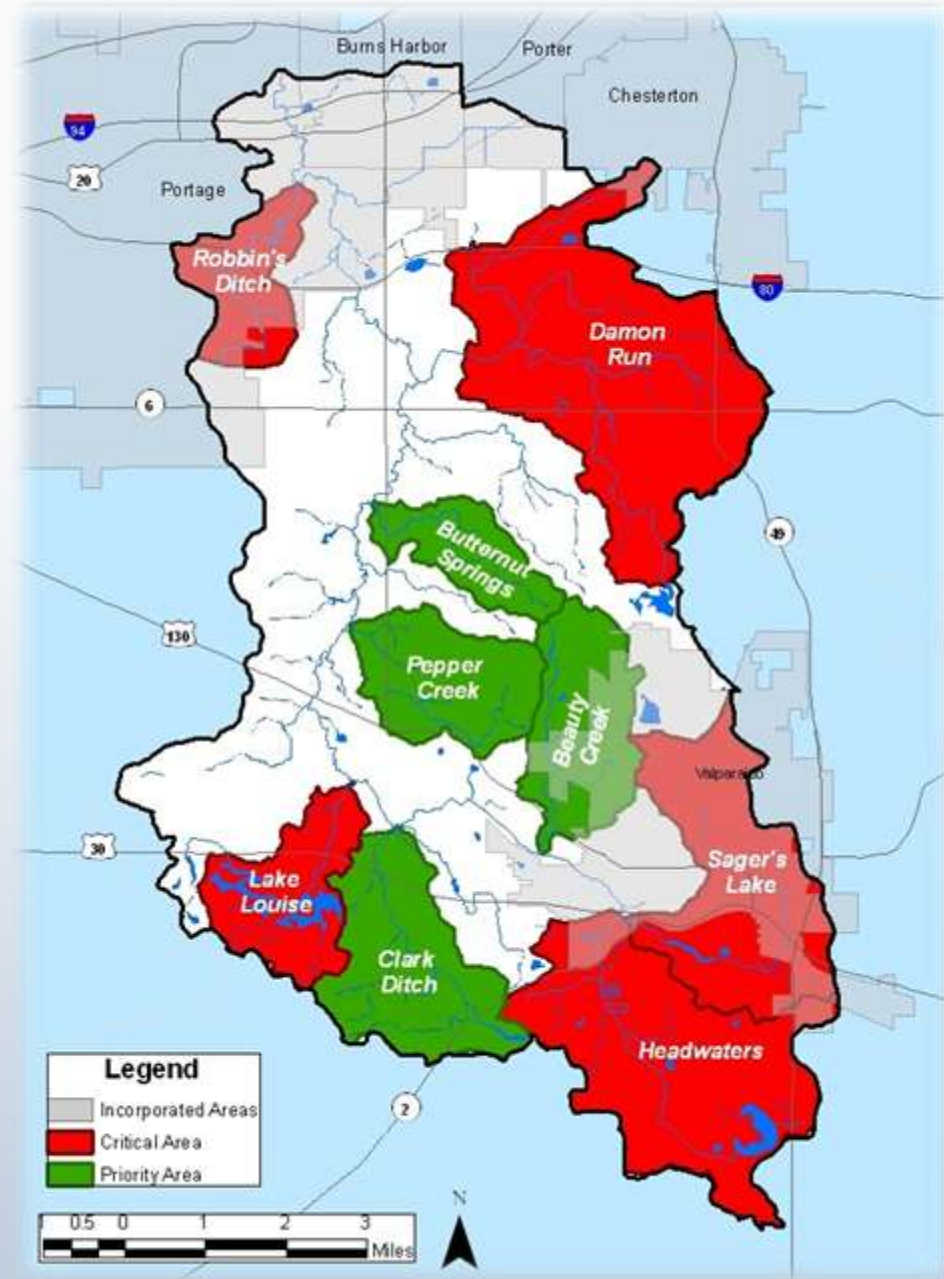 Burns Harbor
Porter
Chesterton
94
20
Portage
Robbin's
Ditch
80
Damon
Run
6
Butternut
Springs
49
130
Pepper
Creek
Beauty
Creek
Valparaiso
30
Lake
Louise
Sager's
Lake
Clark
Ditch
Headwaters
Legend
Incorporated Areas
Critical Area
Priority Area
2
N
1 0.5 0 1 2 3
Miles